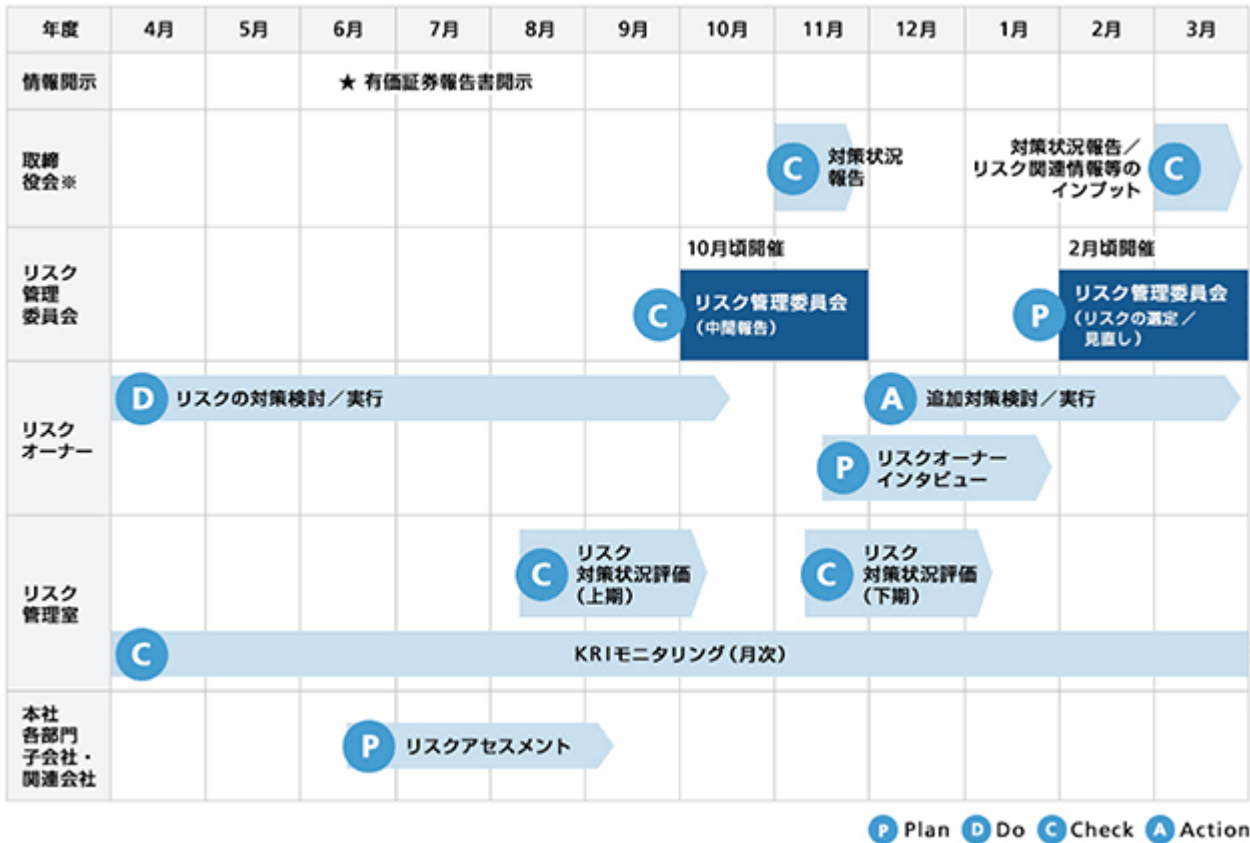 年度 4月 5月 6月 7月 8月 9月 10月 11月 12月 1月 2月 3月
情報開示
★ 有価証券報告書開示
取締
役会※
C
対策状況
報告
対策状況報告／
リスク関連情報等の
インプット
C
リスク
管理
委員会
10月頃開催
C
リスク管理委員会
（中間報告）
2月頃開催
P
リスク管理委員会
（リスクの選定／
見直し）
リスク
オーナー
D
リスクの対策検討／実行
A
追加対策検討／実行
P
リスクオーナー
インタビュー
リスク
管理室
C
リスク
対策状況評価
（上期）
C
リスク
対策状況評価
（下期）
C
KRIモニタリング（月次）
本社
各部門
子会社・
関連会社
P
リスクアセスメント
P Plan D Do C Check A Action